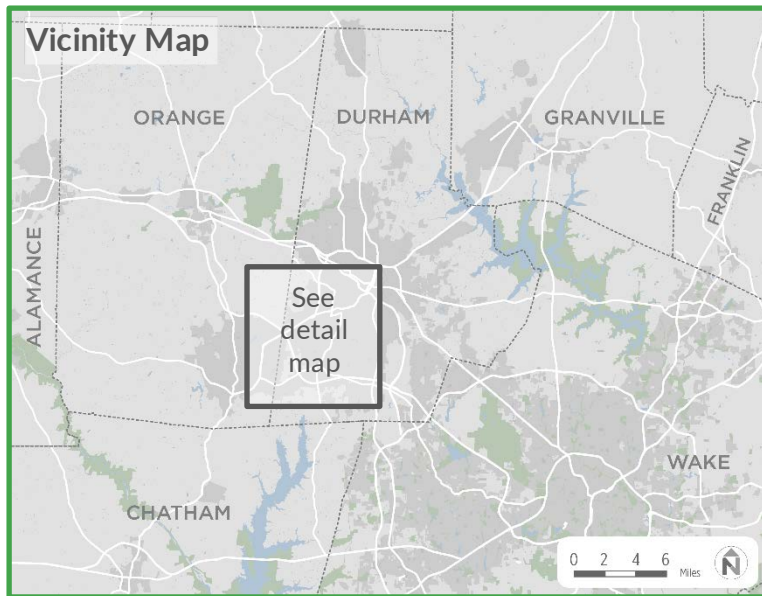 Vicinity Map
ORANGE
DURHAM
GRANVILLE
FRANKLIN
ALAMANCE
See
detail
map
WAKE
CHATHAM
0 2 4 6
Miles
N